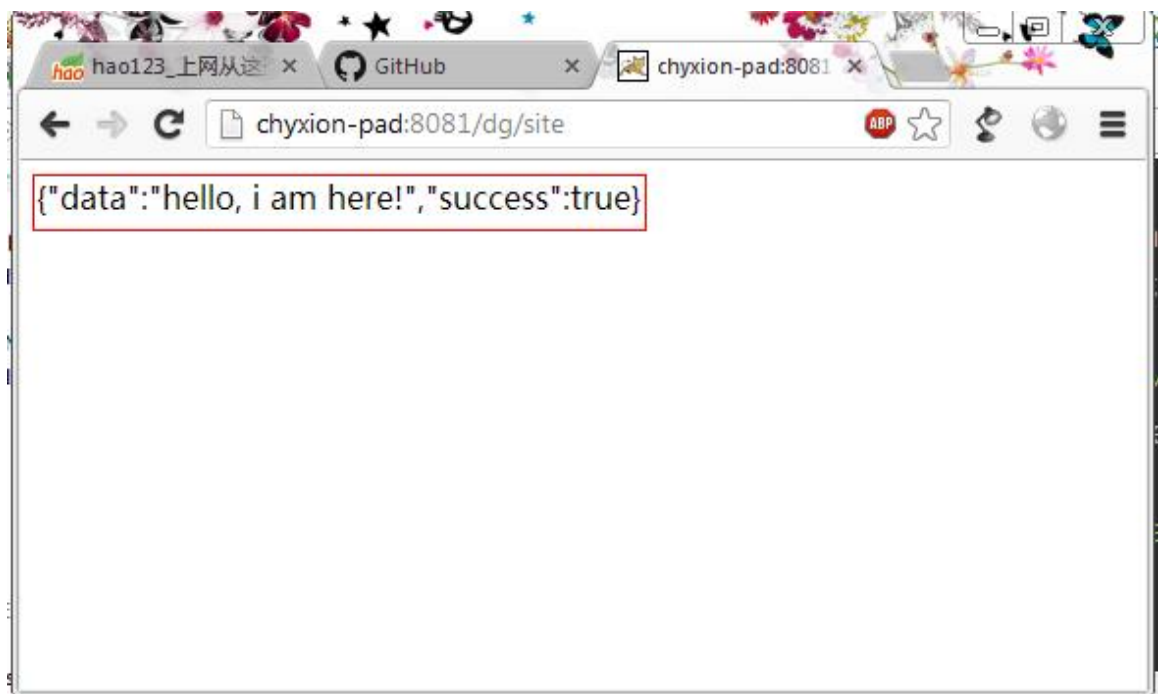 hao hao123_上网从这
GitHub
chyxion-pad:8081
chyxion-pad:8081/dg/site
ABP
{"data":"hello, i am here!","success":true}